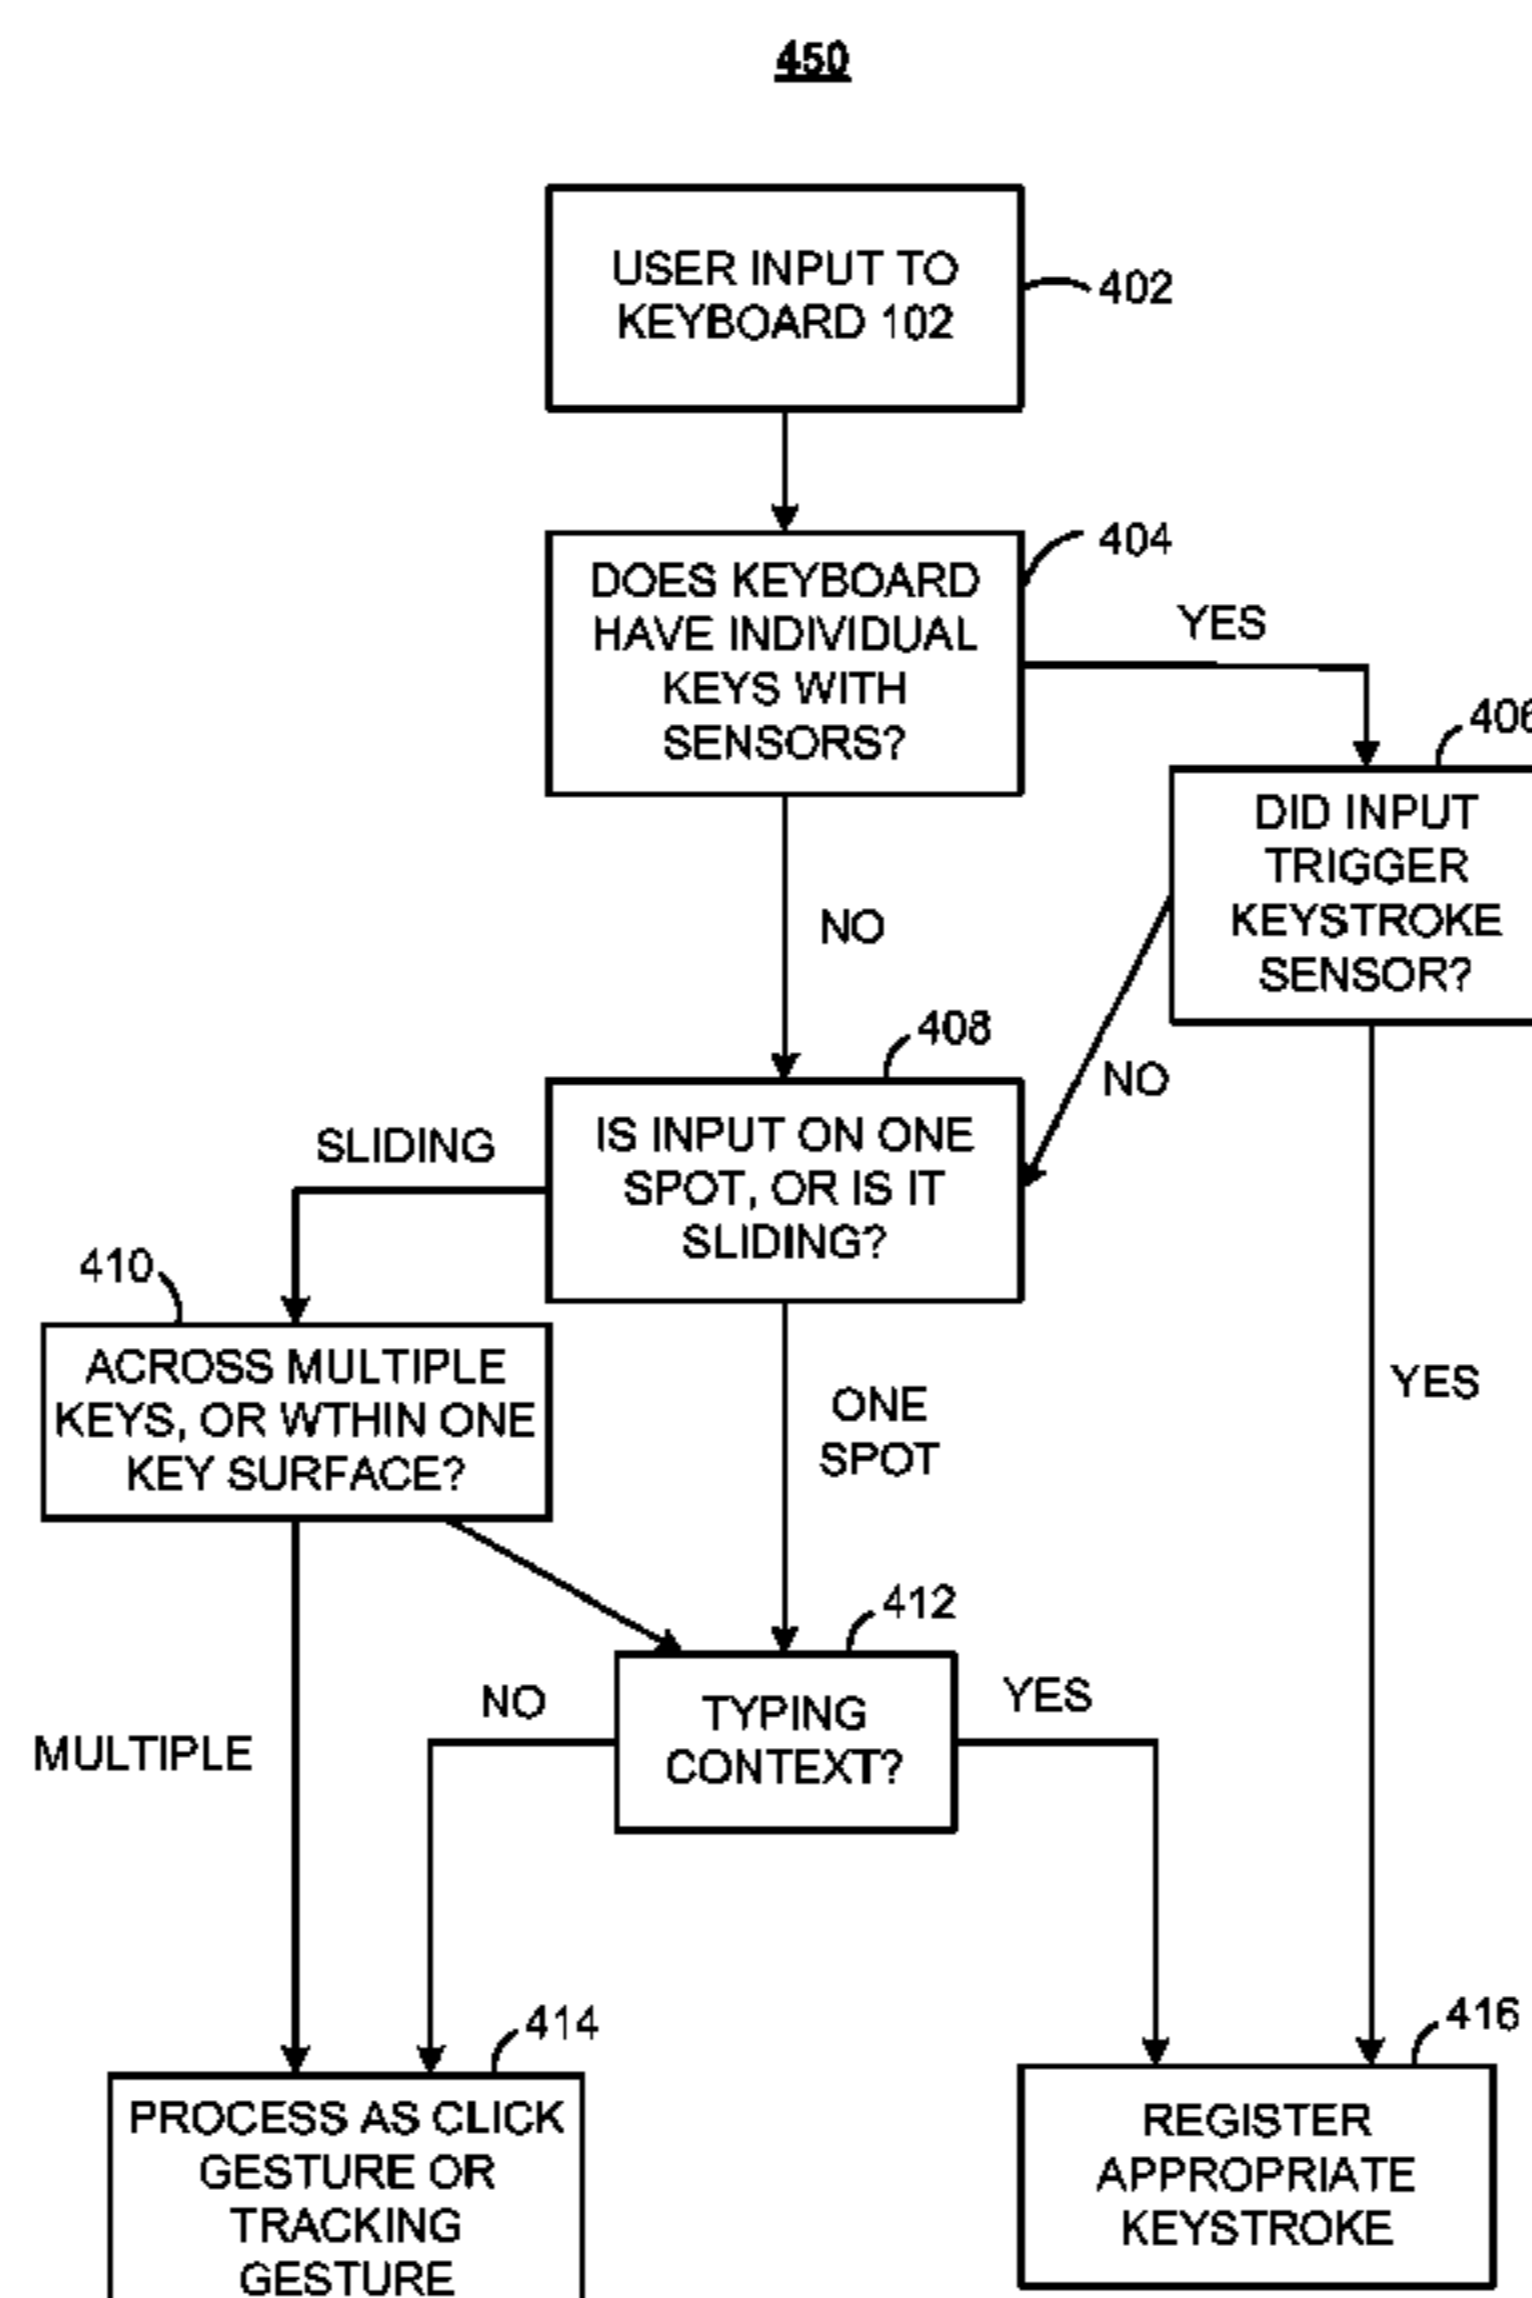 450
USER INPUT TO
KEYBOARD 102
402
DOES KEYBOARD
HAVE INDIVIDUAL
KEYS WITH
SENSORS?
404
YES
406
DID INPUT
TRIGGER
KEYSTROKE
SENSOR?
NO
NO
408
IS INPUT ON ONE
SPOT, OR IS IT
SLIDING?
SLIDING
410
ACROSS MULTIPLE
KEYS, OR WTHIN ONE
KEY SURFACE?
ONE
SPOT
YES
412
TYPING
CONTEXT?
NO
YES
MULTIPLE
414
PROCESS AS CLICK
GESTURE OR
TRACKING
GESTURE
416
REGISTER
APPROPRIATE
KEYSTROKE